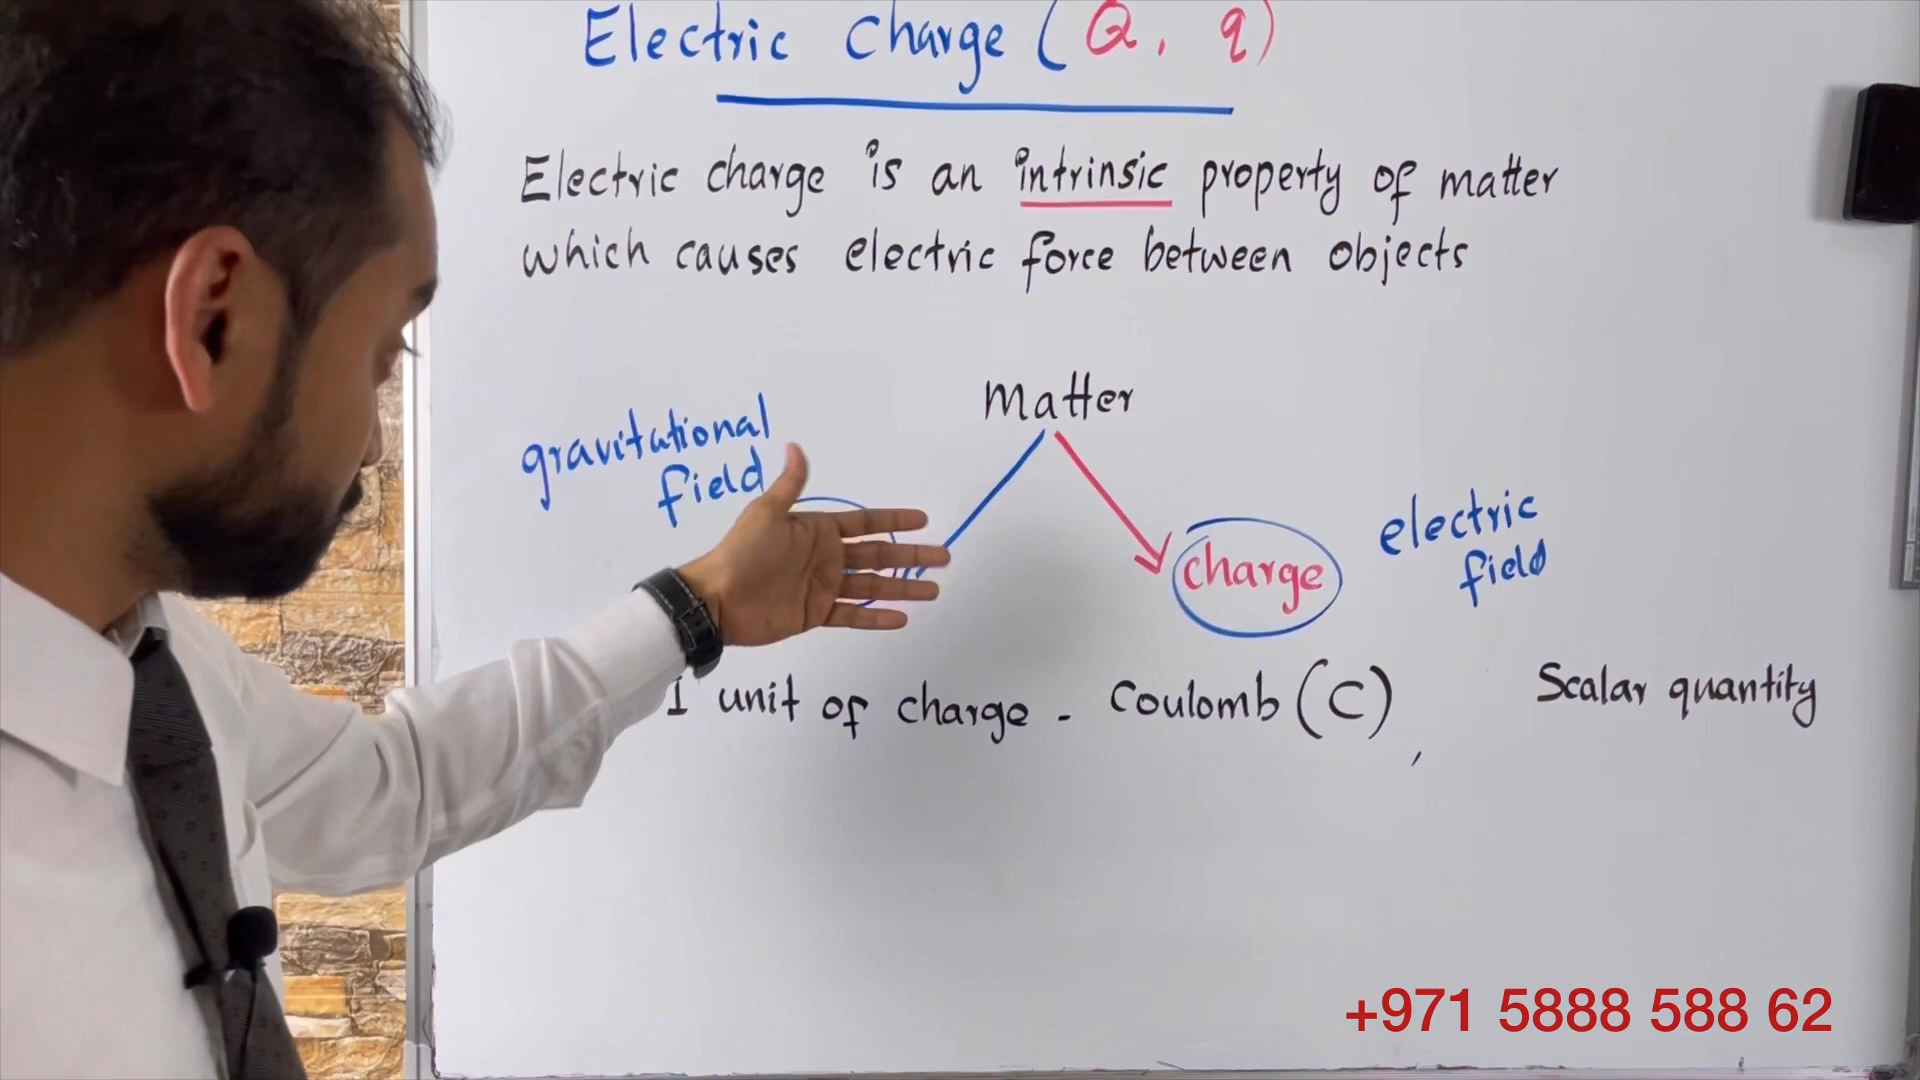 Electric charge (Q, q)
Electric charge is an intrinsic property of matter
which causes electric force between objects
Matter
gravitational
field
charge
electric
field
1 unit of charge - Coulomb (C)
,
Scalar quantity
+971 5888 588 62